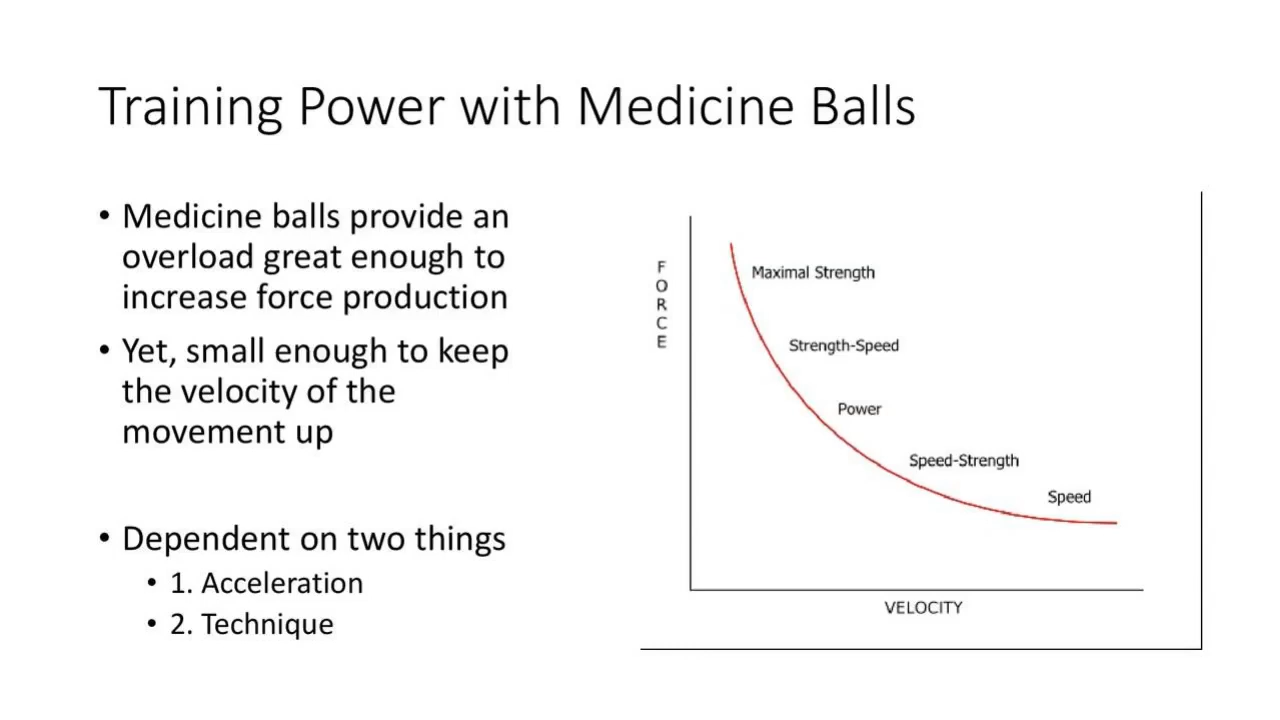 Training Power with Medicine Balls
• Medicine balls provide an
overload great enough to
increase force production
• Yet, small enough to keep
the velocity of the
movement up
• Dependent on two things
• 1. Acceleration
• 2. Technique
FORCE
Maximal Strength
Strength-Speed
Power
Speed-Strength
Speed
VELOCITY